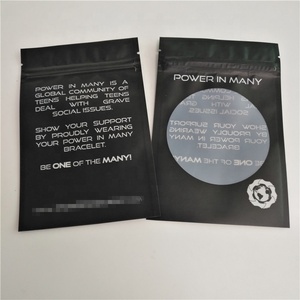 POWER IN MANY IS A
GLOBAL COMMUNITY OF
TEENS HELPING TEENS
DEAL WITH GRAVE
SOCIAL ISSUES.
SHOW YOUR SUPPORT
BY PROUDLY WEARING
YOUR POWER IN MANY
BRACELET.
BE ONE OF THE MANY!
POWER IN MANY